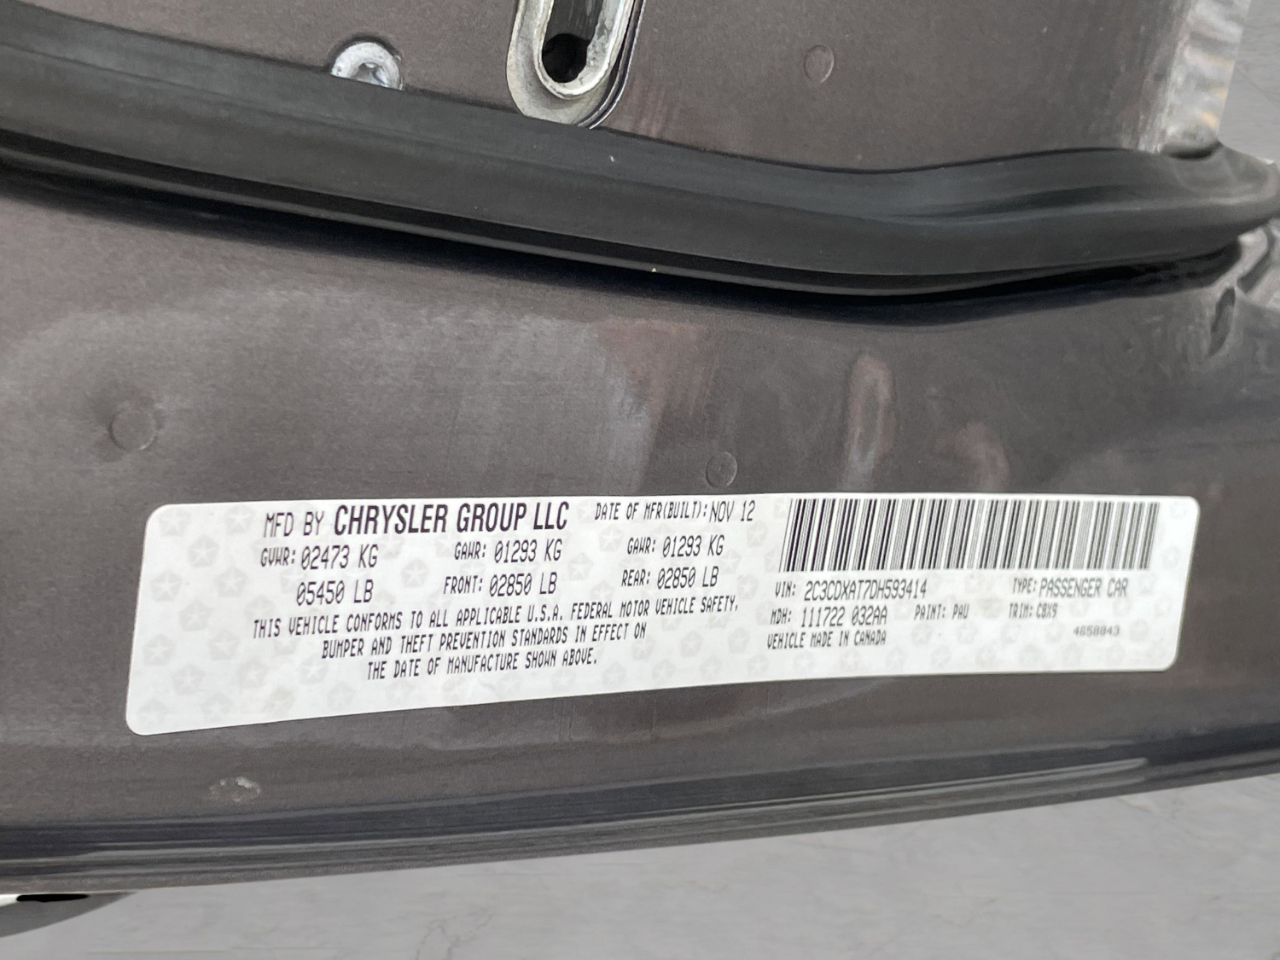 MFD BY CHRYSLER GROUP LLC DATE OF MFR(BUILT): NOV 12
GVWR: 02473 KG GAWR: 01293 KG GAWR: 01293 KG
05450 LB FRONT: 02850 LB REAR: 02850 LB
THIS VEHICLE CONFORMS TO ALL APPLICABLE U.S.A. FEDERAL MOTOR VEHICLE SAFETY,
BUMPER AND THEFT PREVENTION STANDARDS IN EFFECT ON
THE DATE OF MANUFACTURE SHOWN ABOVE.
VIN: 2C3CDXAT7DH593414 TYPE: PASSENGER CAR
MDH: 111722 032AA PAINT: PAU TRIM: CBX9
VEHICLE MADE IN CANADA 4658043